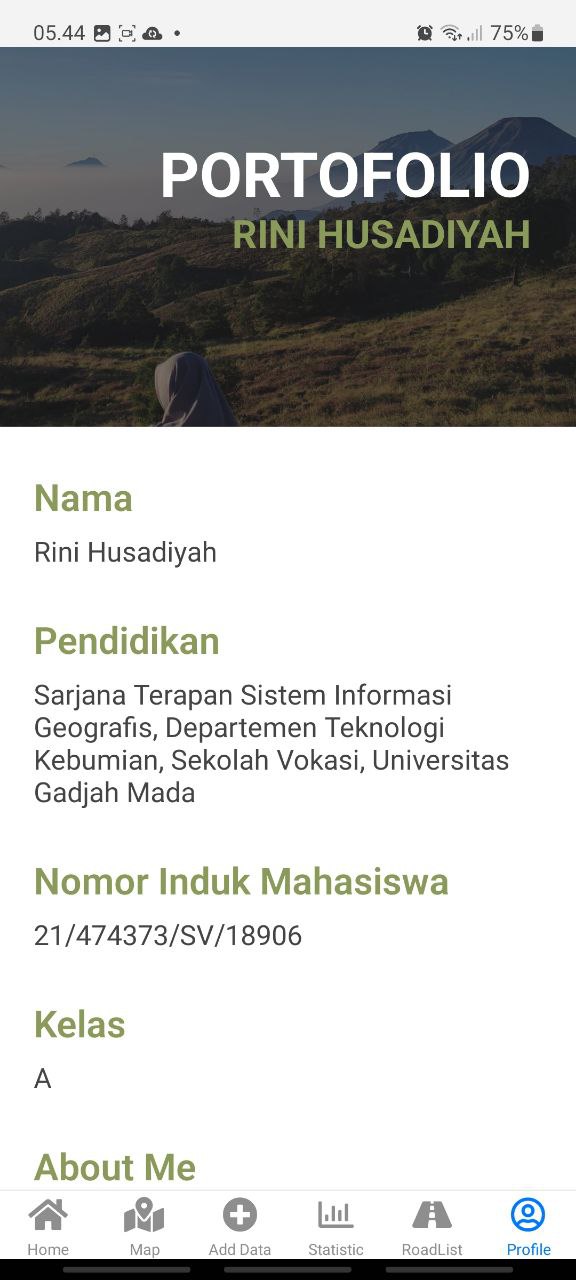 05.44
75%
PORTOFOLIO
RINI HUSADIYAH
Nama
Rini Husadiyah
Pendidikan
Sarjana Terapan Sistem Informasi
Geografis, Departemen Teknologi
Kebumian, Sekolah Vokasi, Universitas
Gadjah Mada
Nomor Induk Mahasiswa
21/474373/SV/18906
Kelas
A
About Me
Home
Map
Add Data
Statistic
RoadList
Profile